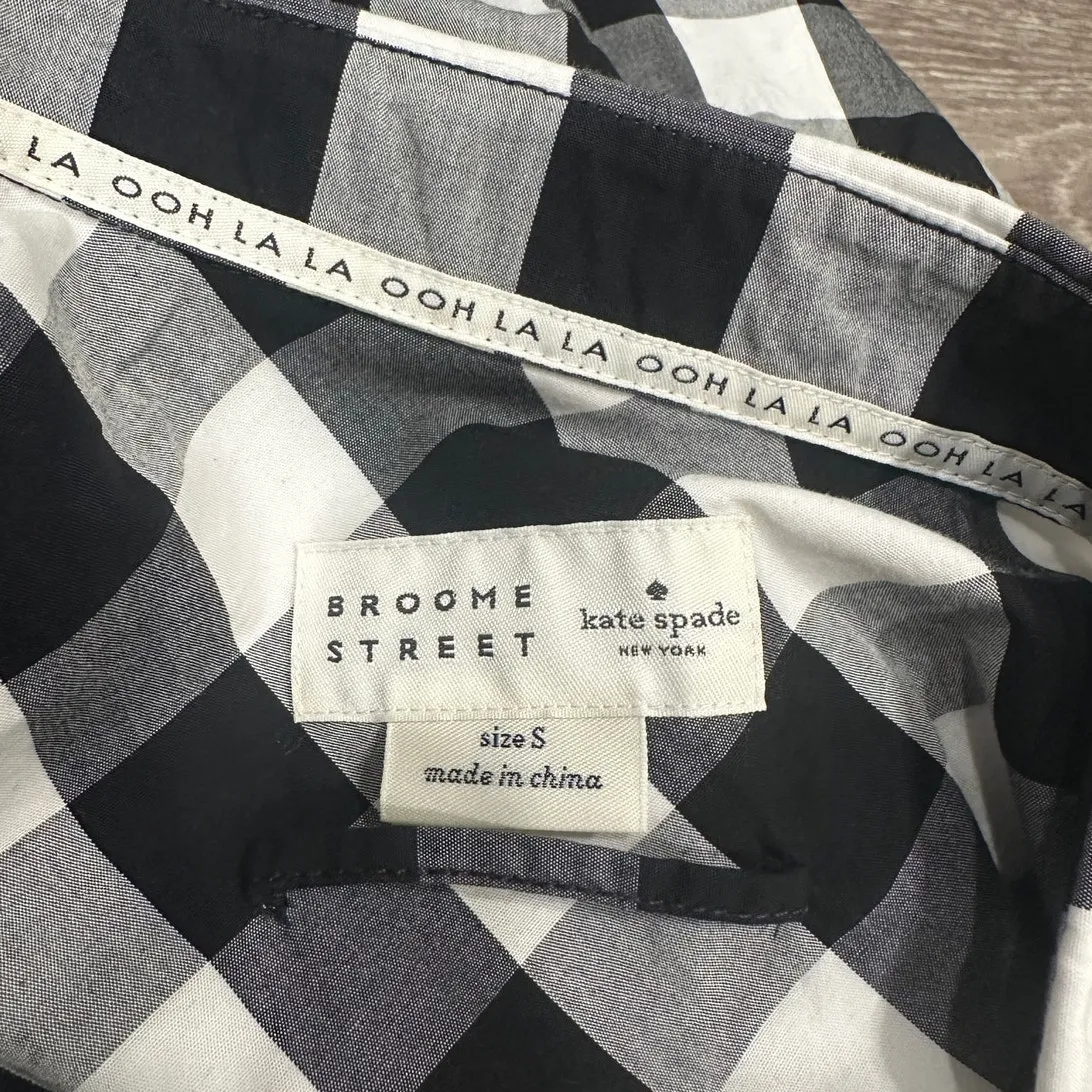 LA OOH LA LA OOH LA LA OOH LA LA OOH LA LA
BROOME
STREET
kate spade
NEW YORK
size S
made in china